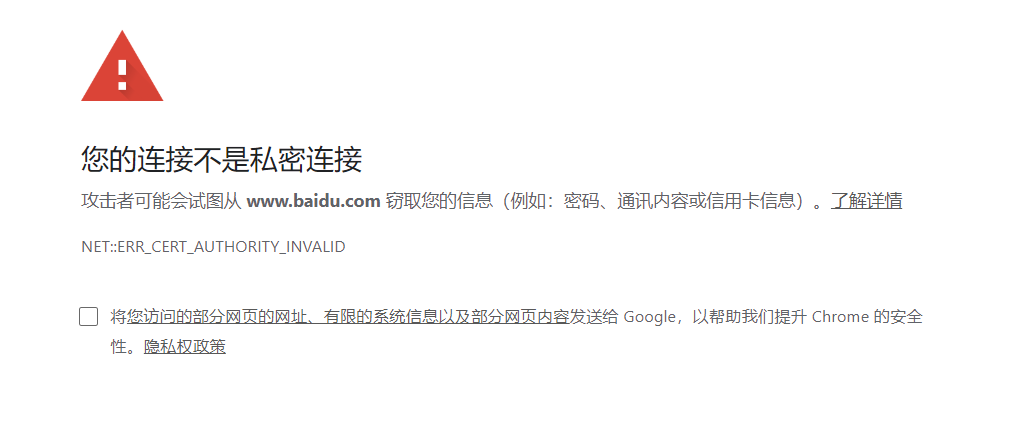 您的连接不是私密连接
攻击者可能会试图从 www.baidu.com 窃取您的信息（例如：密码、通讯内容或信用卡信息）。了解详情
NET::ERR_CERT_AUTHORITY_INVALID
将您访问的部分网页的网址、有限的系统信息以及部分网页内容发送给 Google，以帮助我们提升 Chrome 的安全
性。隐私权政策